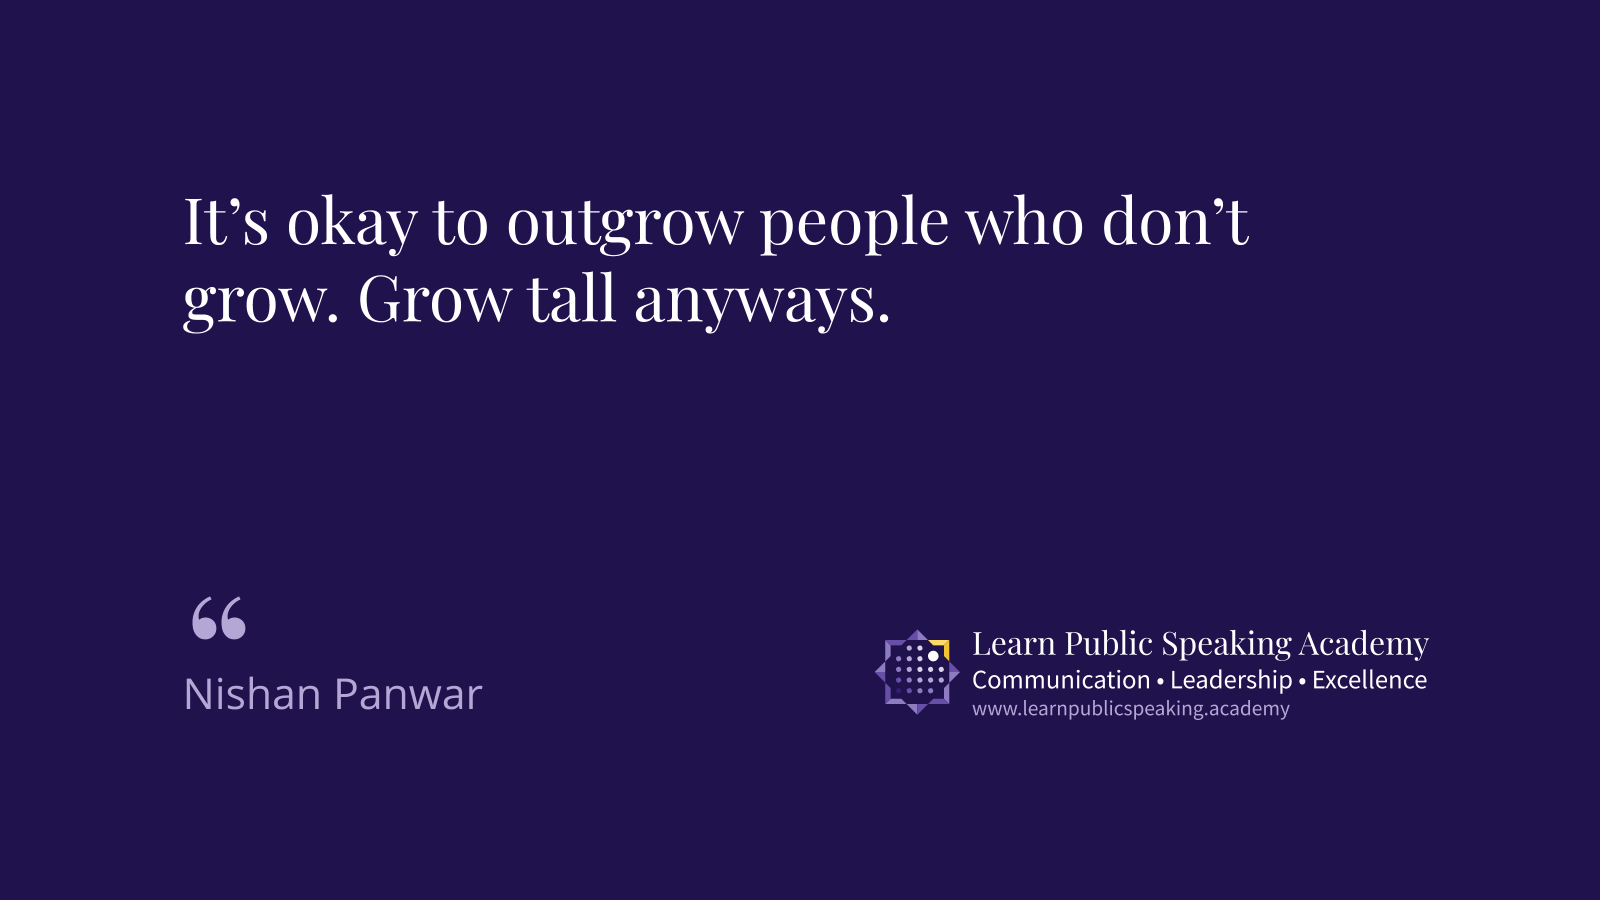 It’s okay to outgrow people who don’t
grow. Grow tall anyways.
“
Nishan Panwar
Learn Public Speaking Academy
Communication • Leadership • Excellence
www.learnpublicspeaking.academy